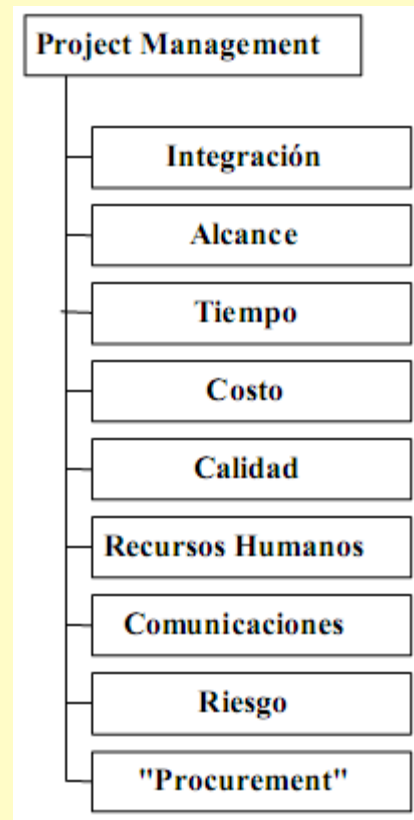 Project Management
Integración
Alcance
Tiempo
Costo
Calidad
Recursos Humanos
Comunicaciones
Riesgo
"Procurement"